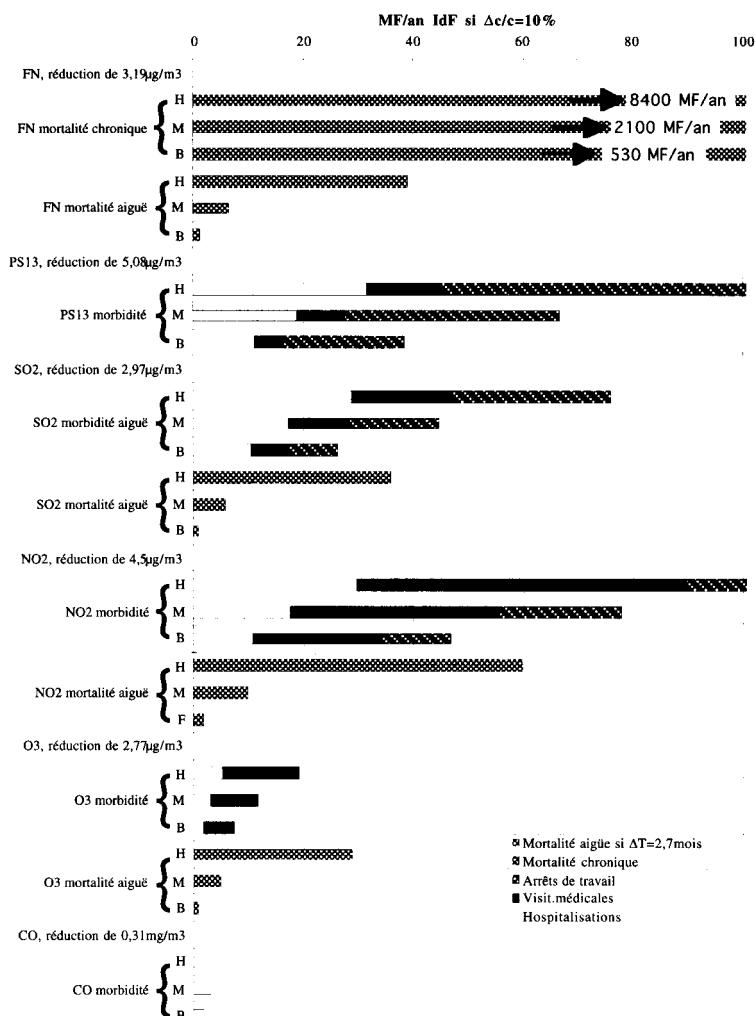 MF/an IdF si Δc/c=10%
0 20 40 60 80 100
FN, réduction de 3,19µg/m3
H 8400 MF/an
FN mortalité chronique M 2100 MF/an
B 530 MF/an
H
FN mortalité aiguë M
B
PS13, réduction de 5,08µg/m3
H
PS13 morbidité M
B
SO2, réduction de 2,97µg/m3
H
SO2 morbidité aiguë M
B
H
SO2 mortalité aiguë M
B
NO2, réduction de 4,5µg/m3
H
NO2 morbidité M
B
H
NO2 mortalité aiguë M
F
O3, réduction de 2,77µg/m3
H
O3 morbidité M
B
H
O3 mortalité aiguë M
B
Mortalité aigüe si ΔT=2,7mois
Mortalité chronique
Arrêts de travail
Visit.médicales
Hospitalisations
CO, réduction de 0,31mg/m3
H
CO morbidité M
B